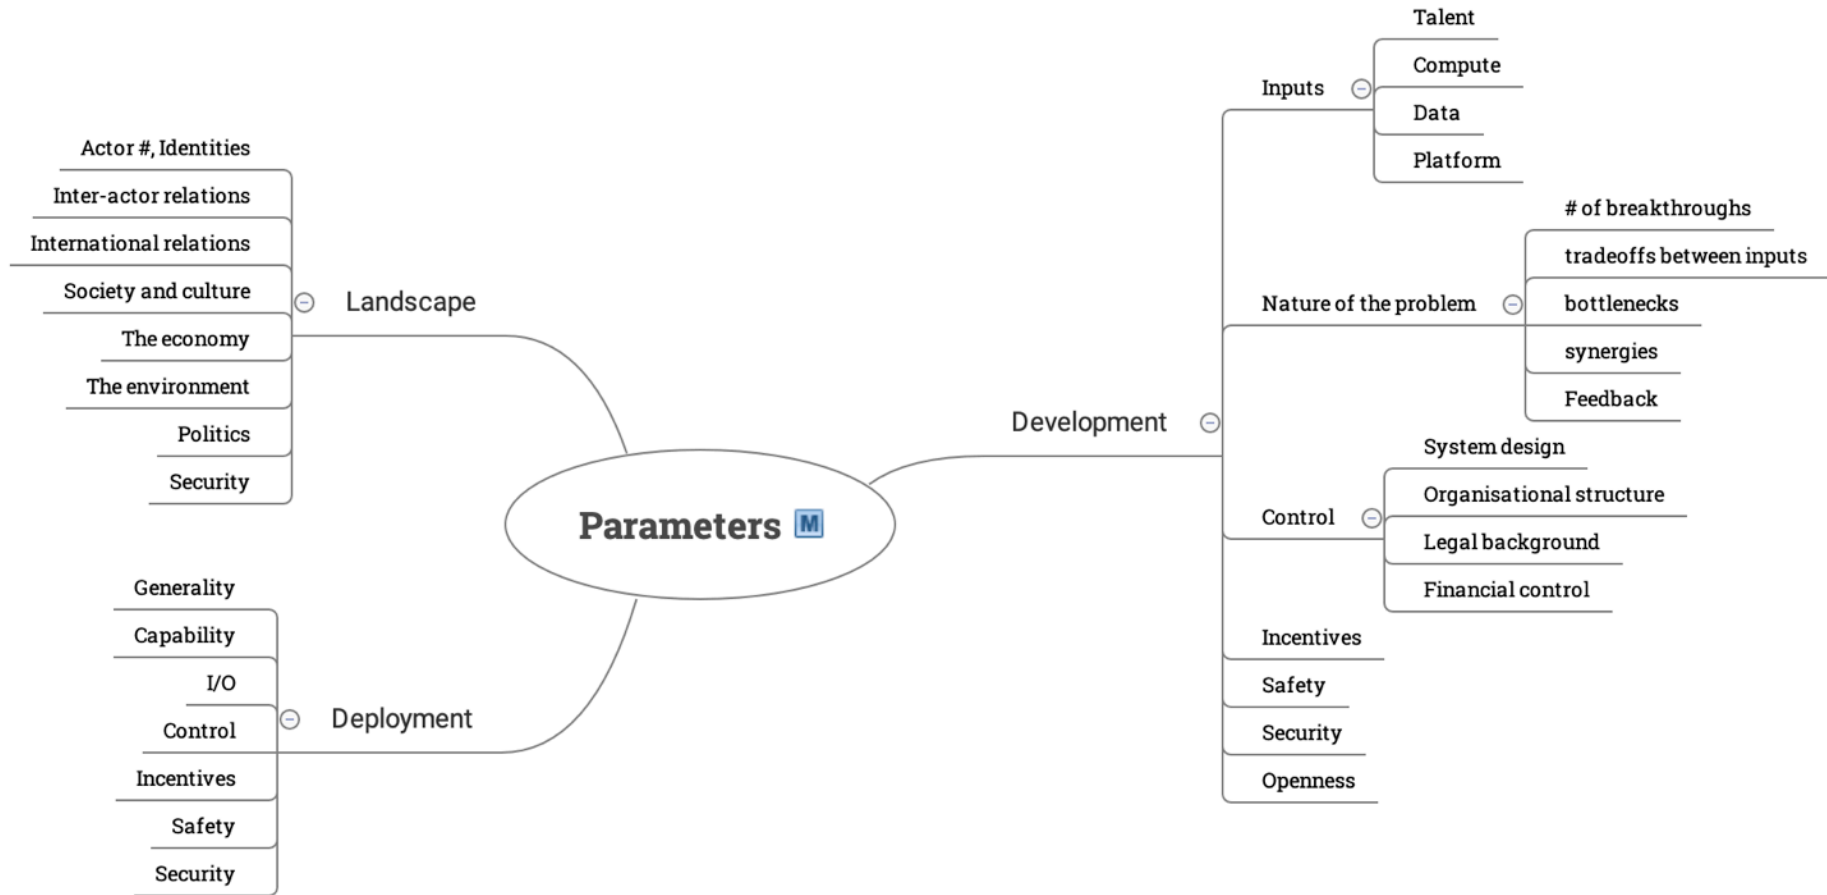 Parameters M
Landscape
Actor #, Identities
Inter-actor relations
International relations
Society and culture
The economy
The environment
Politics
Security
Deployment
Generality
Capability
I/O
Control
Incentives
Safety
Security
Development
Inputs
Talent
Compute
Data
Platform
Nature of the problem
# of breakthroughs
tradeoffs between inputs
bottlenecks
synergies
Feedback
Control
System design
Organisational structure
Legal background
Financial control
Incentives
Safety
Security
Openness